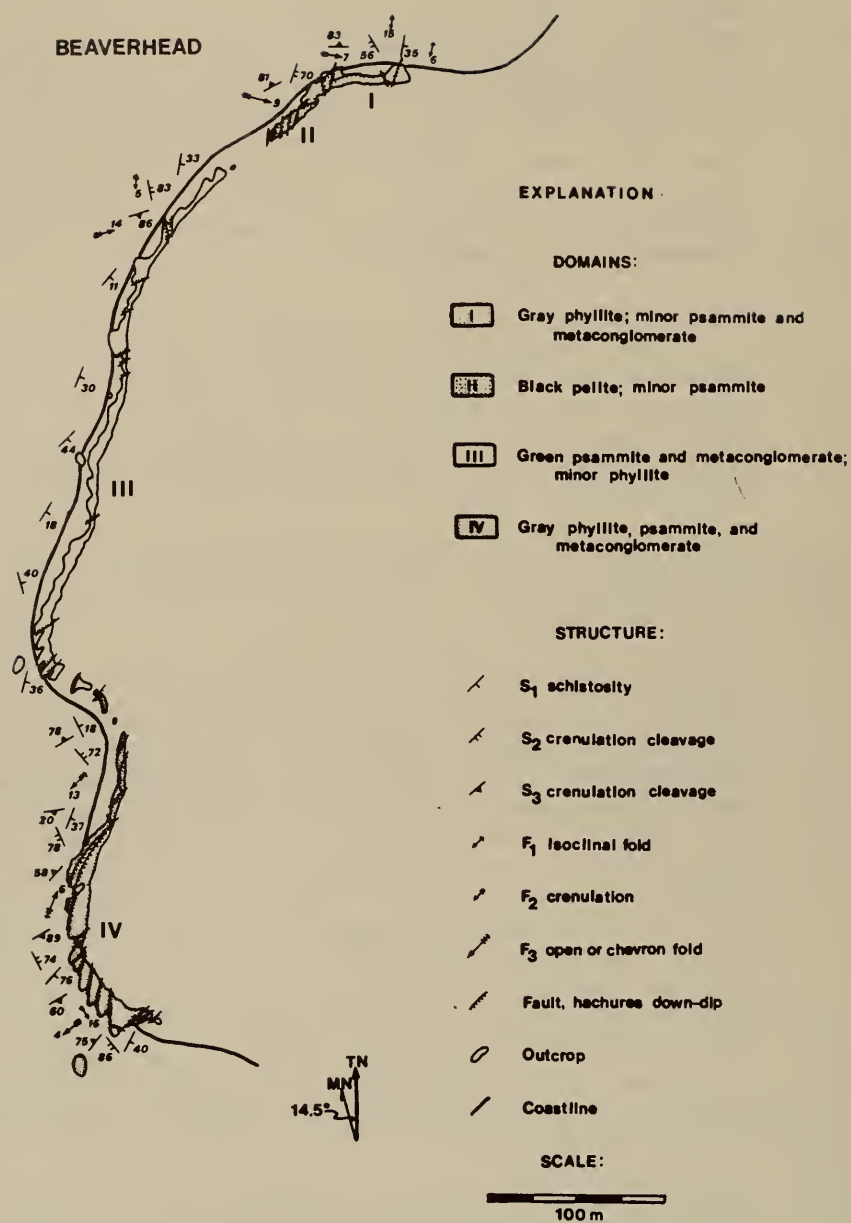 BEAVERHEAD
83
7
15
56
35
6
81
70
9
I
II
33
5
83
14
86
11
30
44
III
18
40
36
78
18
72
13
20
37
78
58
6
IV
89
74
76
60
16
4
75
86
40
EXPLANATION
DOMAINS:
I Gray phyllite; minor psammite and
metaconglomerate
II Black pelite; minor psammite
III Green psammite and metaconglomerate;
minor phyllite
IV Gray phyllite, psammite, and
metaconglomerate
STRUCTURE:
S1 schistosity
S2 crenulation cleavage
S3 crenulation cleavage
F1 isoclinal fold
F2 crenulation
F3 open or chevron fold
Fault, hachures down-dip
Outcrop
Coastline
TN
MN
14.5°
SCALE:
100 m